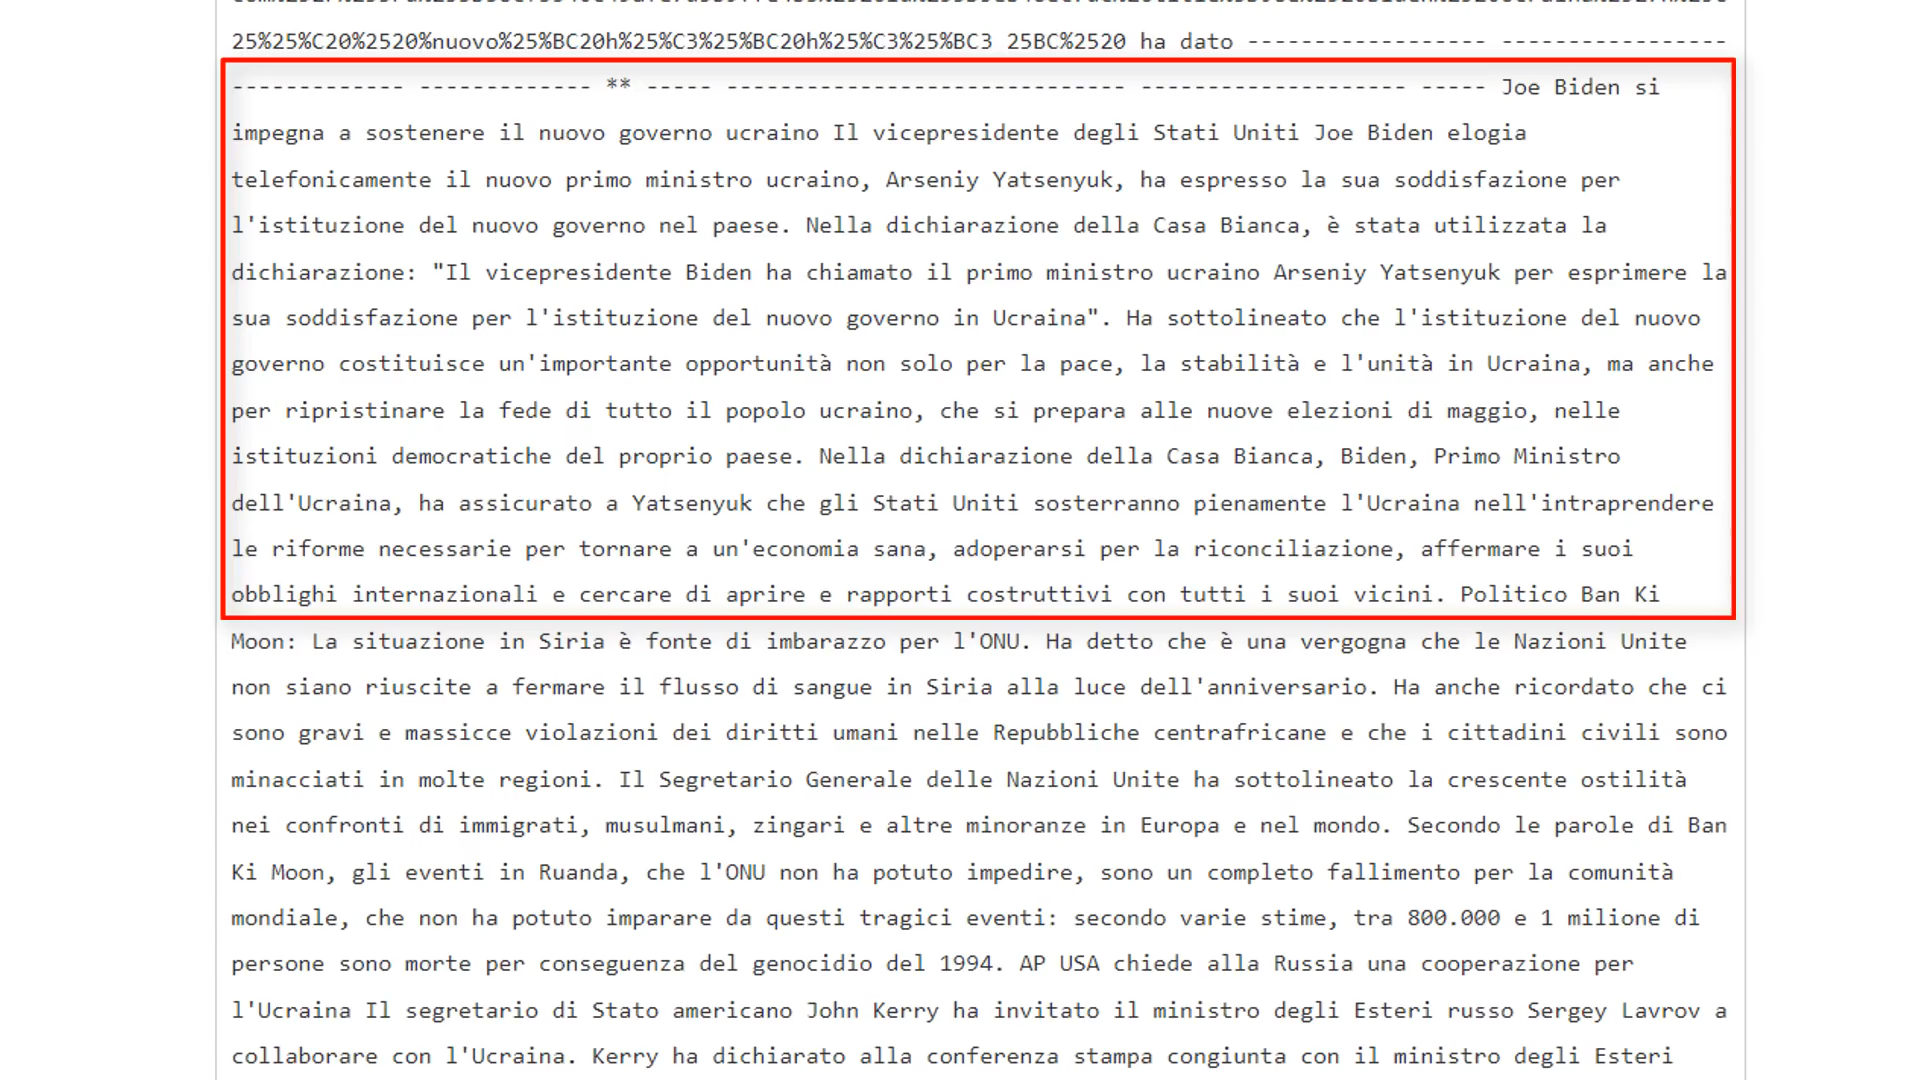 25%25%C20%2520%nuovo%25%BC20h%25%C3%25%BC20h%25%C3%25%BC3 25BC%2520 ha dato ------------------ -----------------
------------- ------------- ** ----- ------------------------------ -------------------- ----- Joe Biden si
impegna a sostenere il nuovo governo ucraino Il vicepresidente degli Stati Uniti Joe Biden elogia
telefonicamente il nuovo primo ministro ucraino, Arseniy Yatsenyuk, ha espresso la sua soddisfazione per
l'istituzione del nuovo governo nel paese. Nella dichiarazione della Casa Bianca, è stata utilizzata la
dichiarazione: "Il vicepresidente Biden ha chiamato il primo ministro ucraino Arseniy Yatsenyuk per esprimere la
sua soddisfazione per l'istituzione del nuovo governo in Ucraina". Ha sottolineato che l'istituzione del nuovo
governo costituisce un'importante opportunità non solo per la pace, la stabilità e l'unità in Ucraina, ma anche
per ripristinare la fede di tutto il popolo ucraino, che si prepara alle nuove elezioni di maggio, nelle
istituzioni democratiche del proprio paese. Nella dichiarazione della Casa Bianca, Biden, Primo Ministro
dell'Ucraina, ha assicurato a Yatsenyuk che gli Stati Uniti sosterranno pienamente l'Ucraina nell'intraprendere
le riforme necessarie per tornare a un'economia sana, adoperarsi per la riconciliazione, affermare i suoi
obblighi internazionali e cercare di aprire e rapporti costruttivi con tutti i suoi vicini. Politico Ban Ki
Moon: La situazione in Siria è fonte di imbarazzo per l'ONU. Ha detto che è una vergogna che le Nazioni Unite
non siano riuscite a fermare il flusso di sangue in Siria alla luce dell'anniversario. Ha anche ricordato che ci
sono gravi e massicce violazioni dei diritti umani nelle Repubbliche centrafricane e che i cittadini civili sono
minacciati in molte regioni. Il Segretario Generale delle Nazioni Unite ha sottolineato la crescente ostilità
nei confronti di immigrati, musulmani, zingari e altre minoranze in Europa e nel mondo. Secondo le parole di Ban
Ki Moon, gli eventi in Ruanda, che l'ONU non ha potuto impedire, sono un completo fallimento per la comunità
mondiale, che non ha potuto imparare da questi tragici eventi: secondo varie stime, tra 800.000 e 1 milione di
persone sono morte per conseguenza del genocidio del 1994. AP USA chiede alla Russia una cooperazione per
l'Ucraina Il segretario di Stato americano John Kerry ha invitato il ministro degli Esteri russo Sergey Lavrov a
collaborare con l'Ucraina. Kerry ha dichiarato alla conferenza stampa congiunta con il ministro degli Esteri